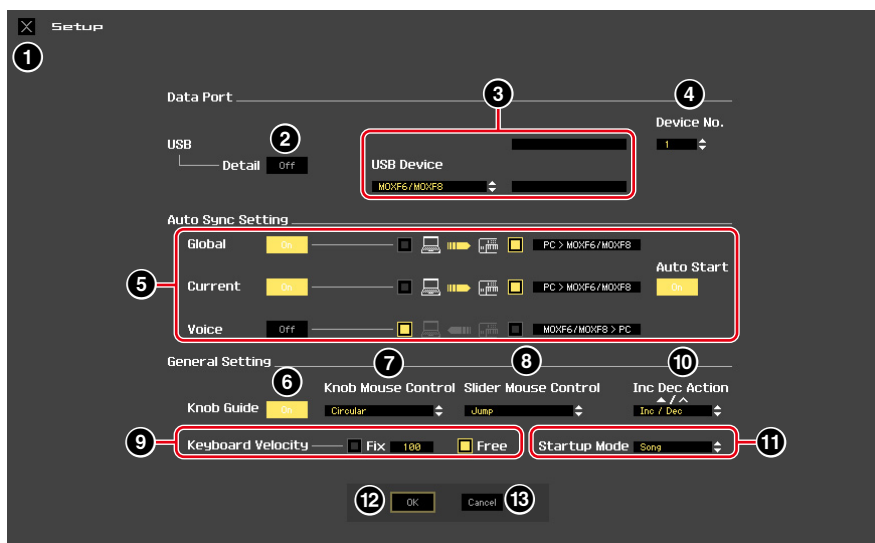 Setup
1
Data Port
3
4
Device No.
USB
2
1
Detail Off
USB Device
MOXF6/MOXF8
Auto Sync Setting
Global On PC > MOXF6/MOXF8
Auto Start
5
Current On PC > MOXF6/MOXF8 On
Voice Off MOXF6/MOXF8 > PC
General Setting
6
7
8
10
Knob Mouse Control Slider Mouse Control Inc Dec Action
Knob Guide On Circular Jump Inc / Dec
9
Keyboard Velocity Fix 100 Free Startup Mode Song
11
12 OK Cancel 13